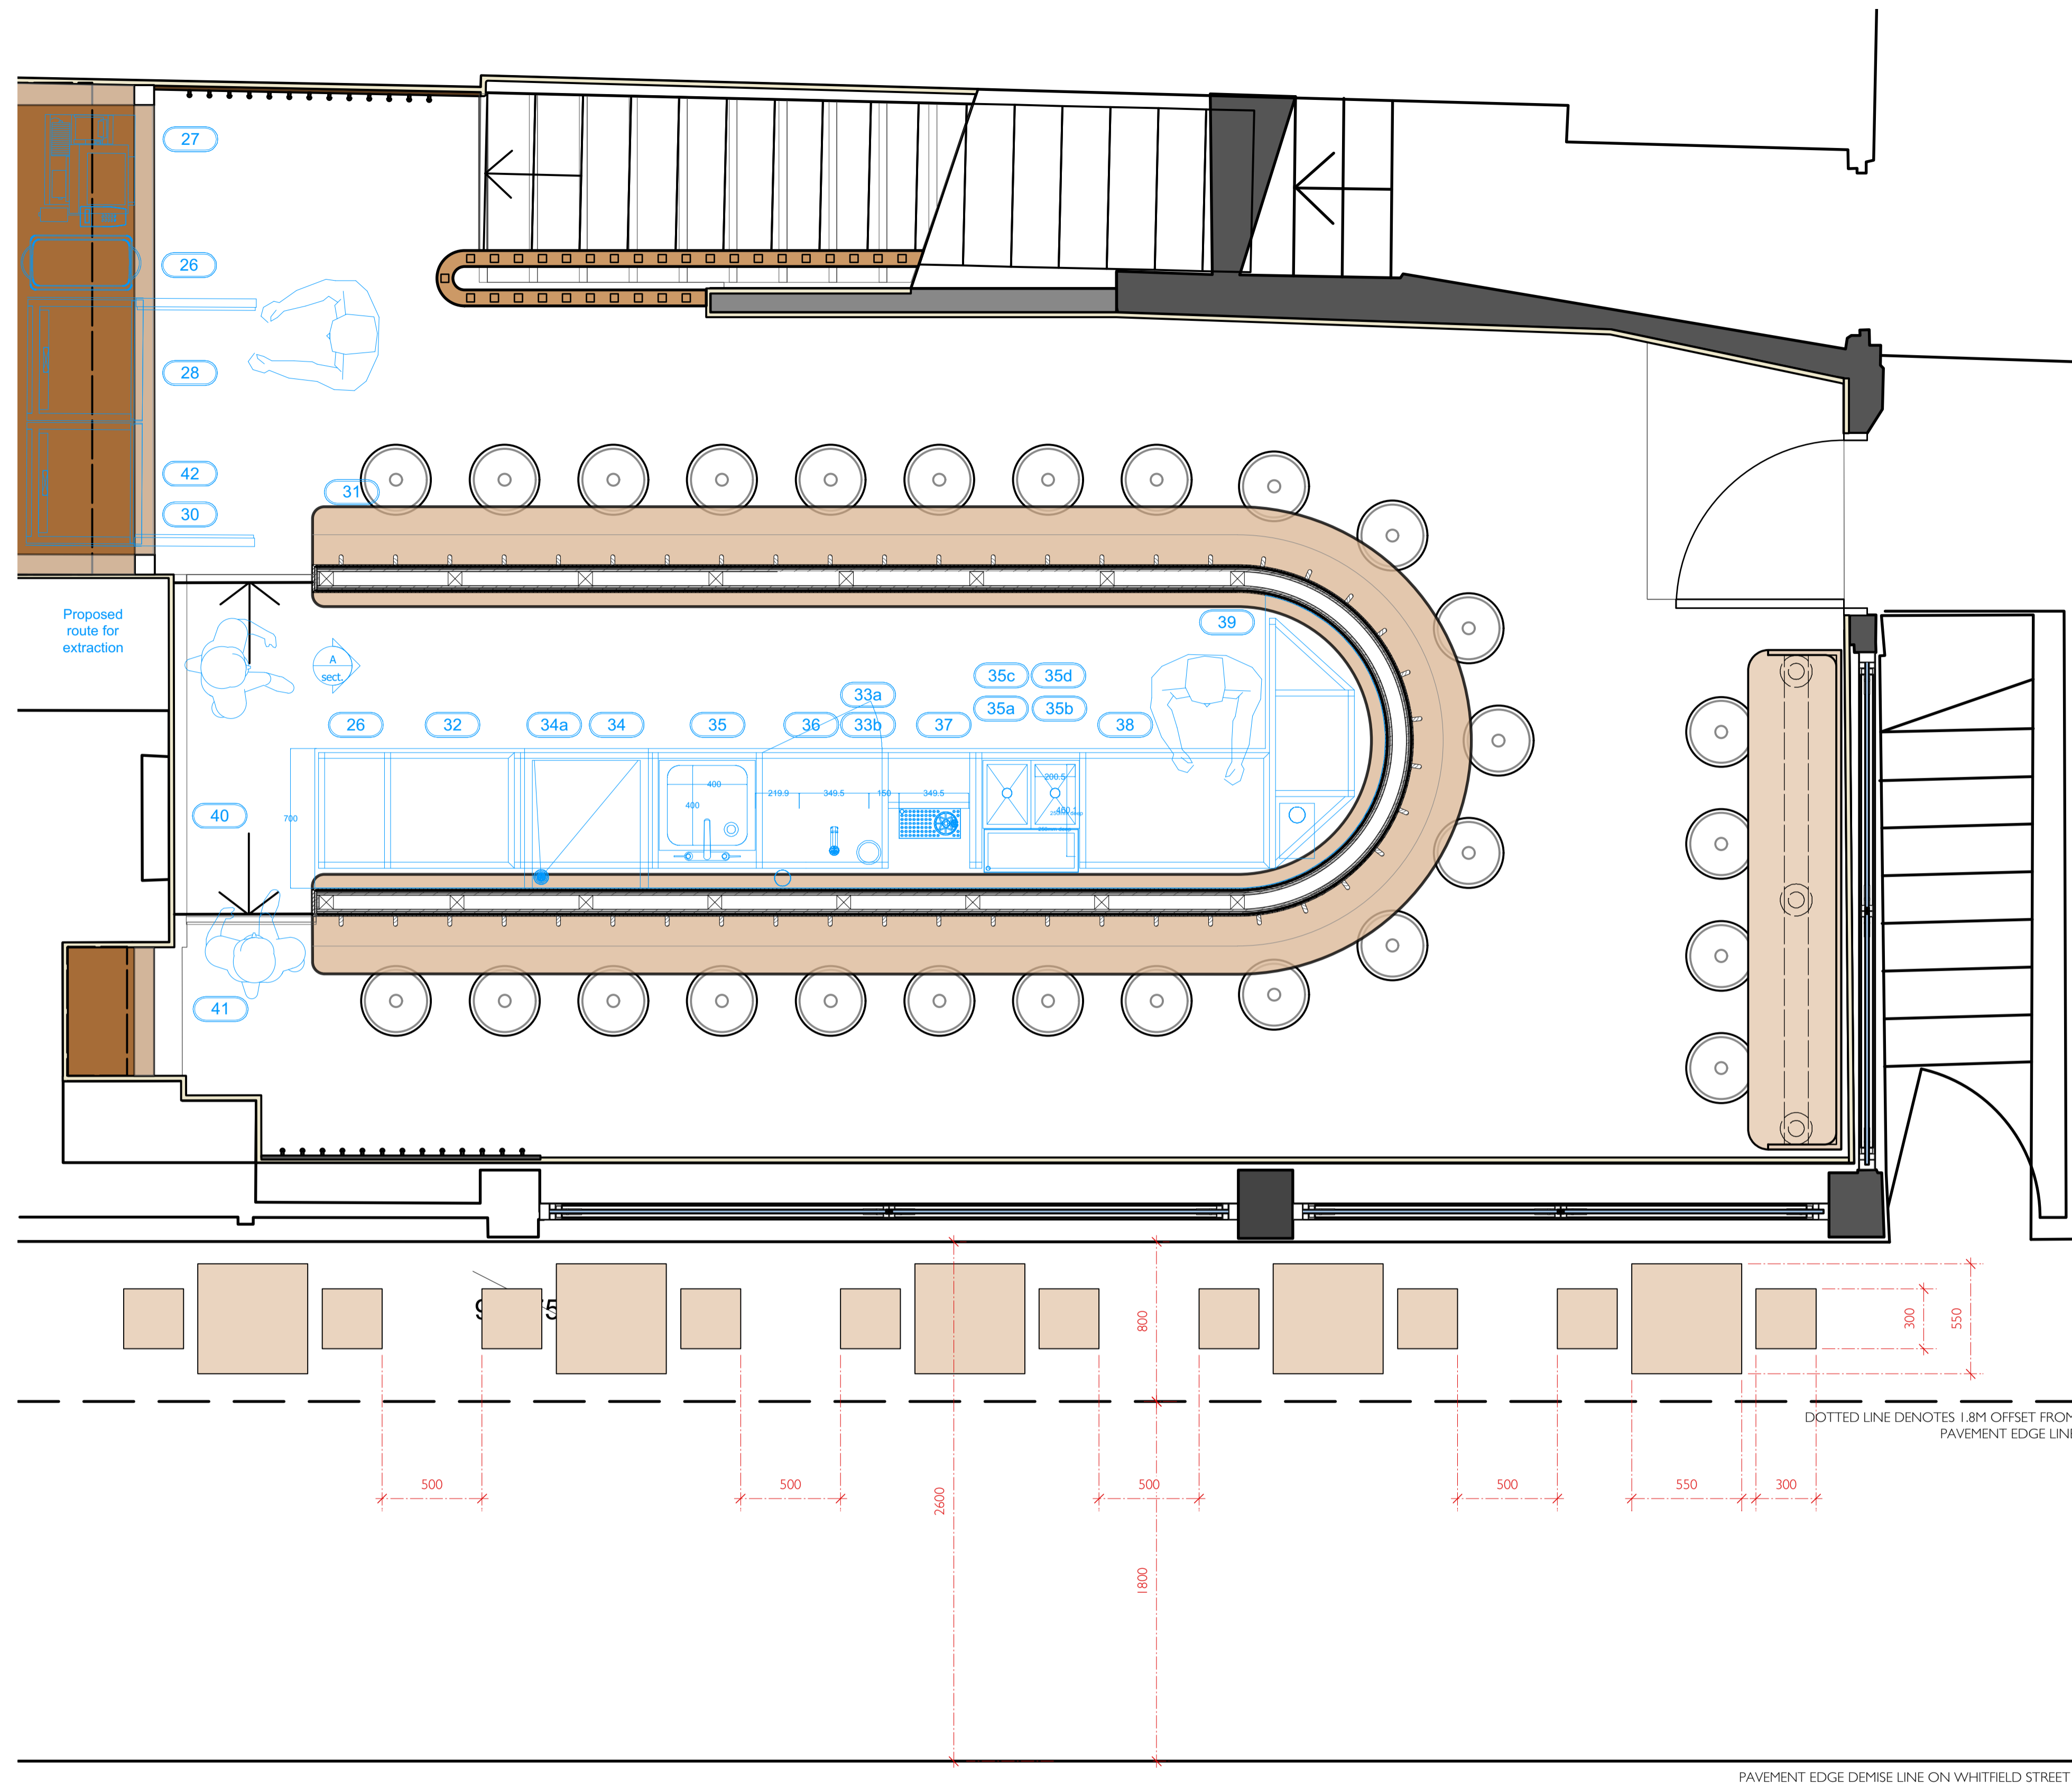 27
26
28
42
31
30
Proposed
route for
extraction
39
A
sect.
35c
35d
33a
35a
35b
26
32
34a
34
35
36
33b
37
38
400
200.5
219.9
349.5
150
349.5
400
460
40
700
41
800
300
550
DOTTED LINE DENOTES 1.8M OFFSET FROM
PAVEMENT EDGE LINE
500
500
500
500
550
300
2600
1800
PAVEMENT EDGE DEMISE LINE ON WHITFIELD STREET